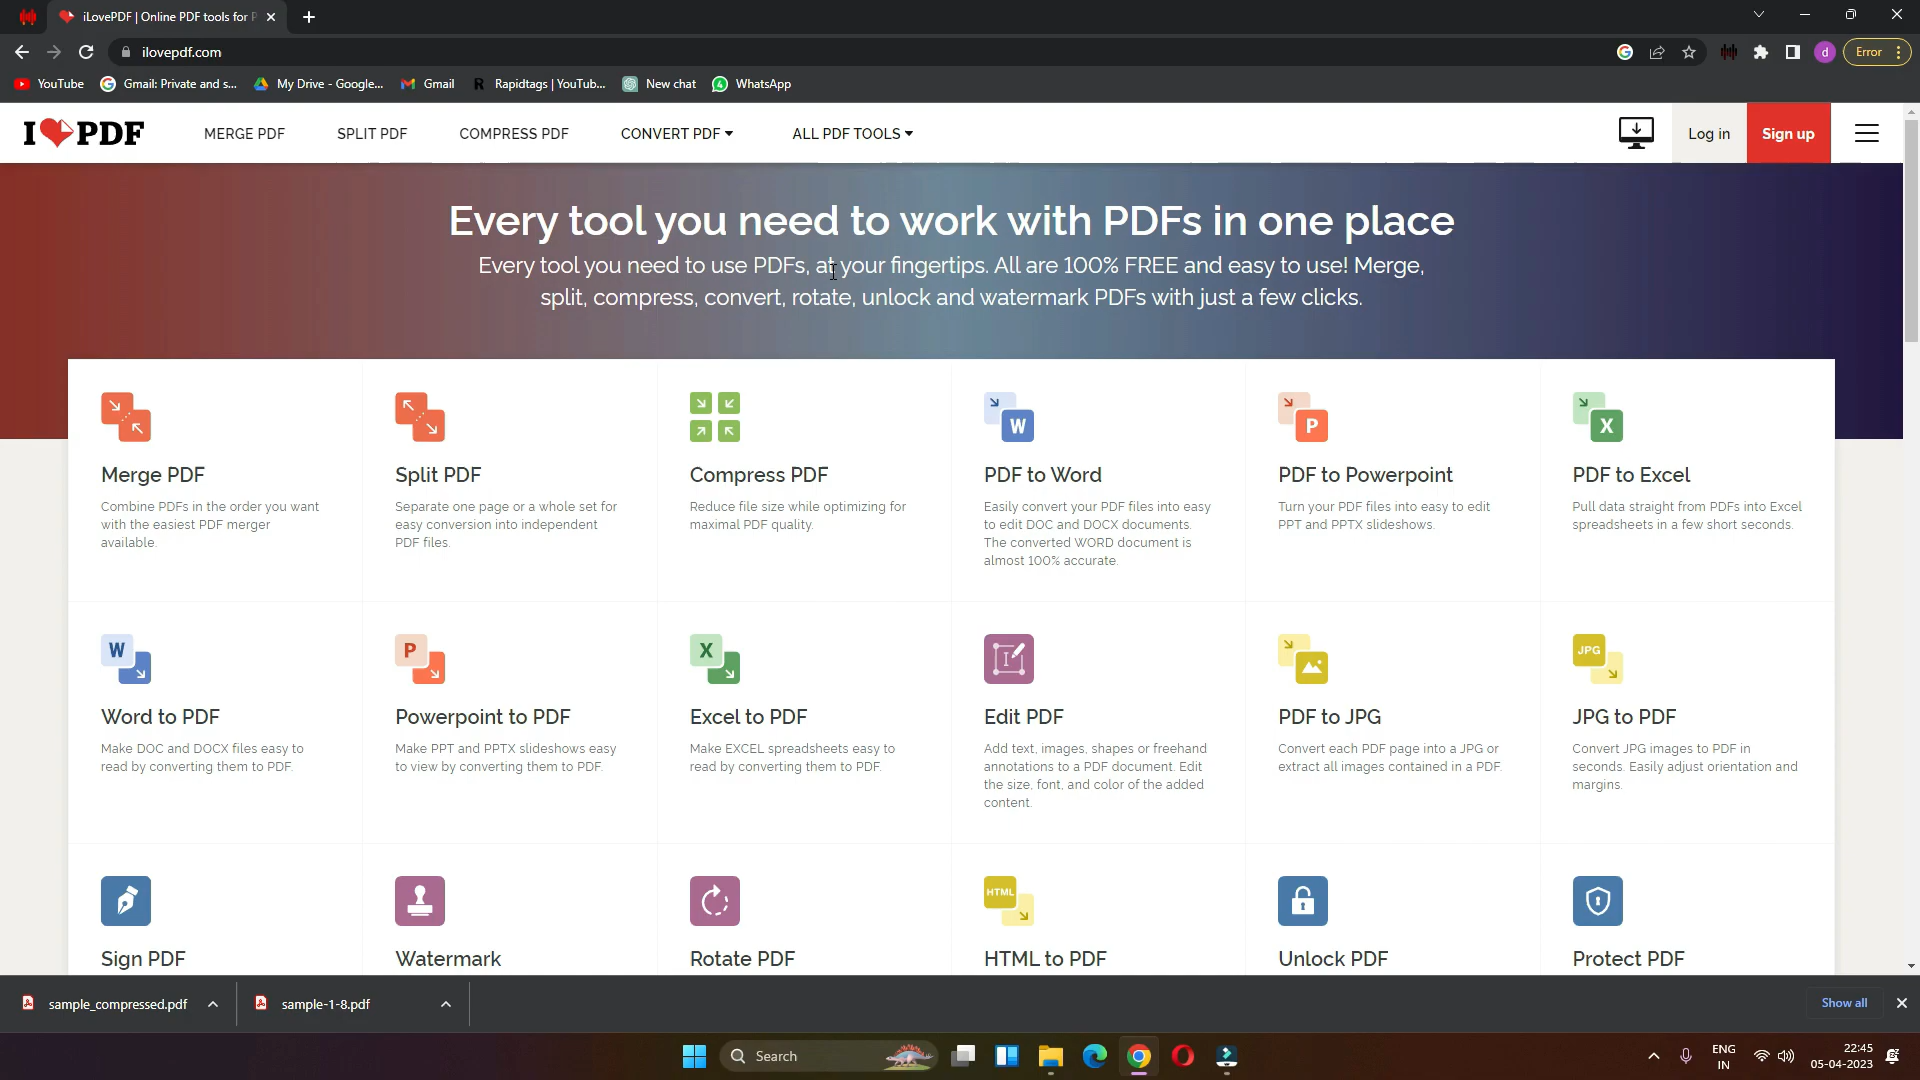 iLovePDF | Online PDF tools for P
ilovepdf.com
d
Error
YouTube
Gmail: Private and s...
My Drive - Google...
Gmail
Rapidtags | YouTub...
New chat
WhatsApp
I PDF
MERGE PDF
SPLIT PDF
COMPRESS PDF
CONVERT PDF
ALL PDF TOOLS
Log in
Sign up
Every tool you need to work with PDFs in one place
Every tool you need to use PDFs, at your fingertips. All are 100% FREE and easy to use! Merge,
split, compress, convert, rotate, unlock and watermark PDFs with just a few clicks.
Merge PDF
Combine PDFs in the order you want
with the easiest PDF merger
available.
Split PDF
Separate one page or a whole set for
easy conversion into independent
PDF files.
Compress PDF
Reduce file size while optimizing for
maximal PDF quality.
W
PDF to Word
Easily convert your PDF files into easy
to edit DOC and DOCX documents.
The converted WORD document is
almost 100% accurate.
P
PDF to Powerpoint
Turn your PDF files into easy to edit
PPT and PPTX slideshows.
X
PDF to Excel
Pull data straight from PDFs into Excel
spreadsheets in a few short seconds.
W
Word to PDF
Make DOC and DOCX files easy to
read by converting them to PDF.
P
Powerpoint to PDF
Make PPT and PPTX slideshows easy
to view by converting them to PDF.
X
Excel to PDF
Make EXCEL spreadsheets easy to
read by converting them to PDF.
Edit PDF
Add text, images, shapes or freehand
annotations to a PDF document. Edit
the size, font, and color of the added
content.
PDF to JPG
Convert each PDF page into a JPG or
extract all images contained in a PDF.
JPG
JPG to PDF
Convert JPG images to PDF in
seconds. Easily adjust orientation and
margins.
Sign PDF
Watermark
Rotate PDF
HTML
HTML to PDF
Unlock PDF
Protect PDF
sample_compressed.pdf
sample-1-8.pdf
Show all
Search
ENG
IN
22:45
05-04-2023